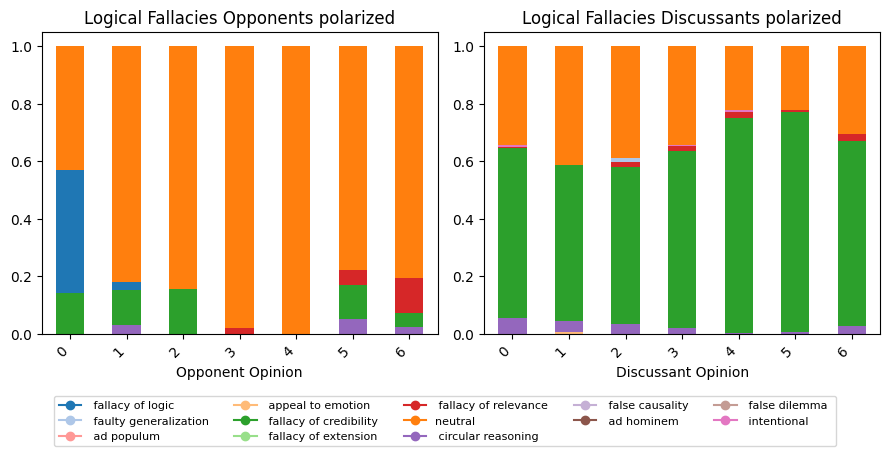 Logical Fallacies Opponents polarized
Logical Fallacies Discussants polarized
1.0
0.8
0.6
0.4
0.2
0.0
0 1 2 3 4 5 6
Opponent Opinion
1.0
0.8
0.6
0.4
0.2
0.0
0 1 2 3 4 5 6
Discussant Opinion
fallacy of logic
faulty generalization
ad populum
appeal to emotion
fallacy of credibility
fallacy of extension
fallacy of relevance
neutral
circular reasoning
false causality
ad hominem
false dilemma
intentional